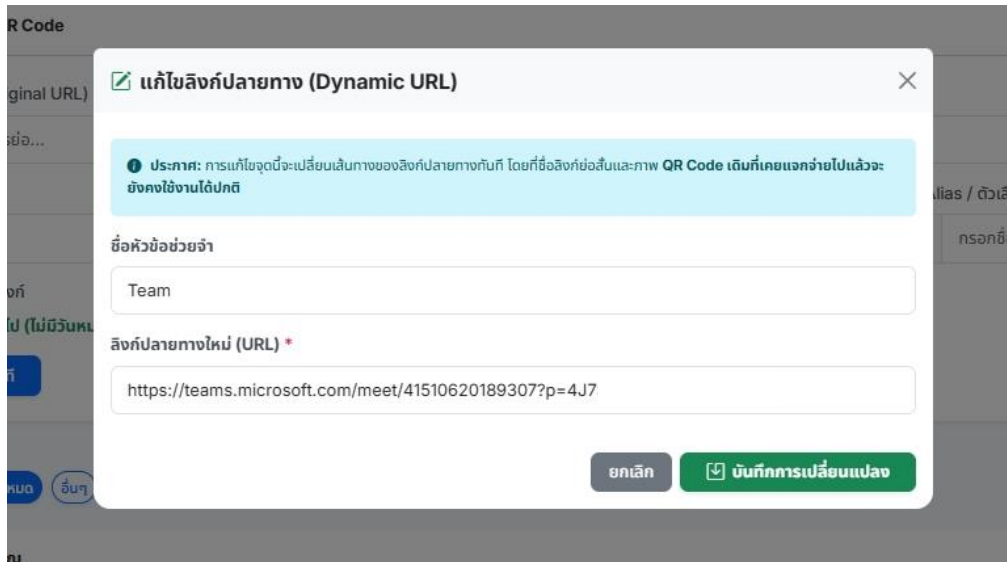 R Code
แก้ไขลิงก์ปลายทาง (Dynamic URL)
ginal URL)
ประกาศ: การแก้ไขจุดนี้จะเปลี่ยนเส้นทางของลิงก์ปลายทางทันที โดยที่ชื่อลิงก์ย่อสั้นและภาพ QR Code เดิมที่เคยแจกจ่ายไปแล้วจะ
ยังคงใช้งานได้ปกติ
ชื่อหัวข้อช่วยจำ
Team
ลิงก์ปลายทางใหม่ (URL) *
https://teams.microsoft.com/meet/41510620189307?p=4J7
ยกเลิก
บันทึกการเปลี่ยนแปลง
อื่นๆ